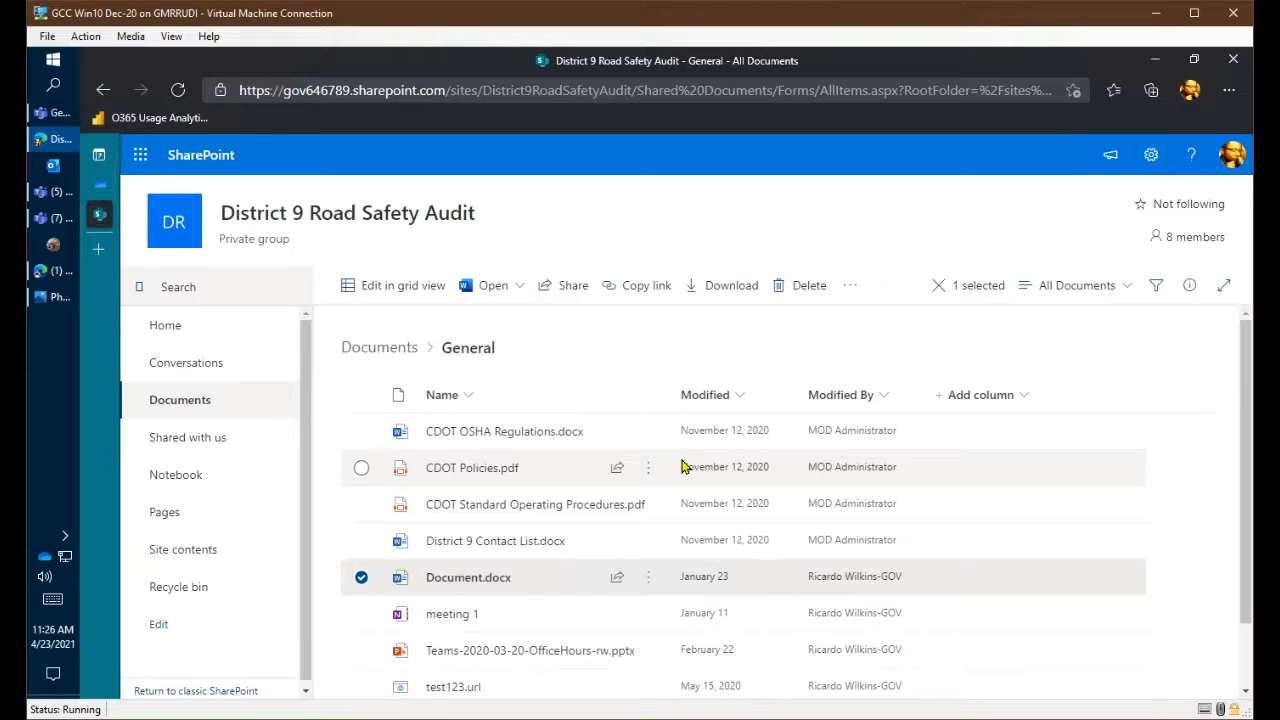 GCC Win10 Dec-20 on GMRRUDI - Virtual Machine Connection
File Action Media View Help
District 9 Road Safety Audit - General - All Documents
https://gov646789.sharepoint.com/sites/District9RoadSafetyAudit/Shared%20Documents/Forms/AllItems.aspx?RootFolder=%2Fsites%...
O365 Usage Analyti...
Ge...
Dis...
(5) ...
(7) ...
(1) ...
Ph...
11:26 AM
4/23/2021
SharePoint
DR
District 9 Road Safety Audit
Private group
Not following
8 members
Search
Home
Conversations
Documents
Shared with us
Notebook
Pages
Site contents
Recycle bin
Edit
Return to classic SharePoint
Edit in grid view Open Share Copy link Download Delete ... 1 selected All Documents
Documents > General
Name Modified Modified By + Add column
CDOT OSHA Regulations.docx November 12, 2020 MOD Administrator
CDOT Policies.pdf ovember 12, 2020 MOD Administrator
CDOT Standard Operating Procedures.pdf November 12, 2020 MOD Administrator
District 9 Contact List.docx November 12, 2020 MOD Administrator
Document.docx January 23 Ricardo Wilkins-GOV
meeting 1 January 11 Ricardo Wilkins-GOV
Teams-2020-03-20-OfficeHours-rw.pptx February 22 Ricardo Wilkins-GOV
test123.url May 15, 2020 Ricardo Wilkins-GOV
Status: Running